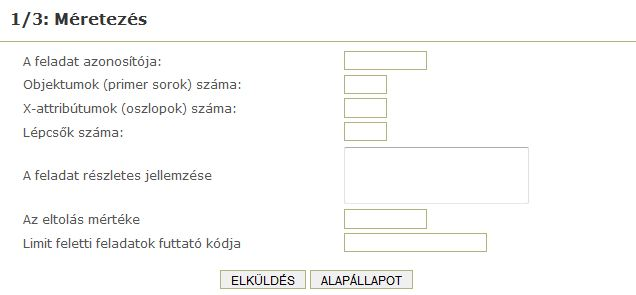 1/3: Méretezés
A feladat azonosítója:
Objektumok (primer sorok) száma:
X-attribútumok (oszlopok) száma:
Lépcsők száma:
A feladat részletes jellemzése
Az eltolás mértéke
Limit feletti feladatok futtató kódja
ELKÜLDÉS ALAPÁLLAPOT